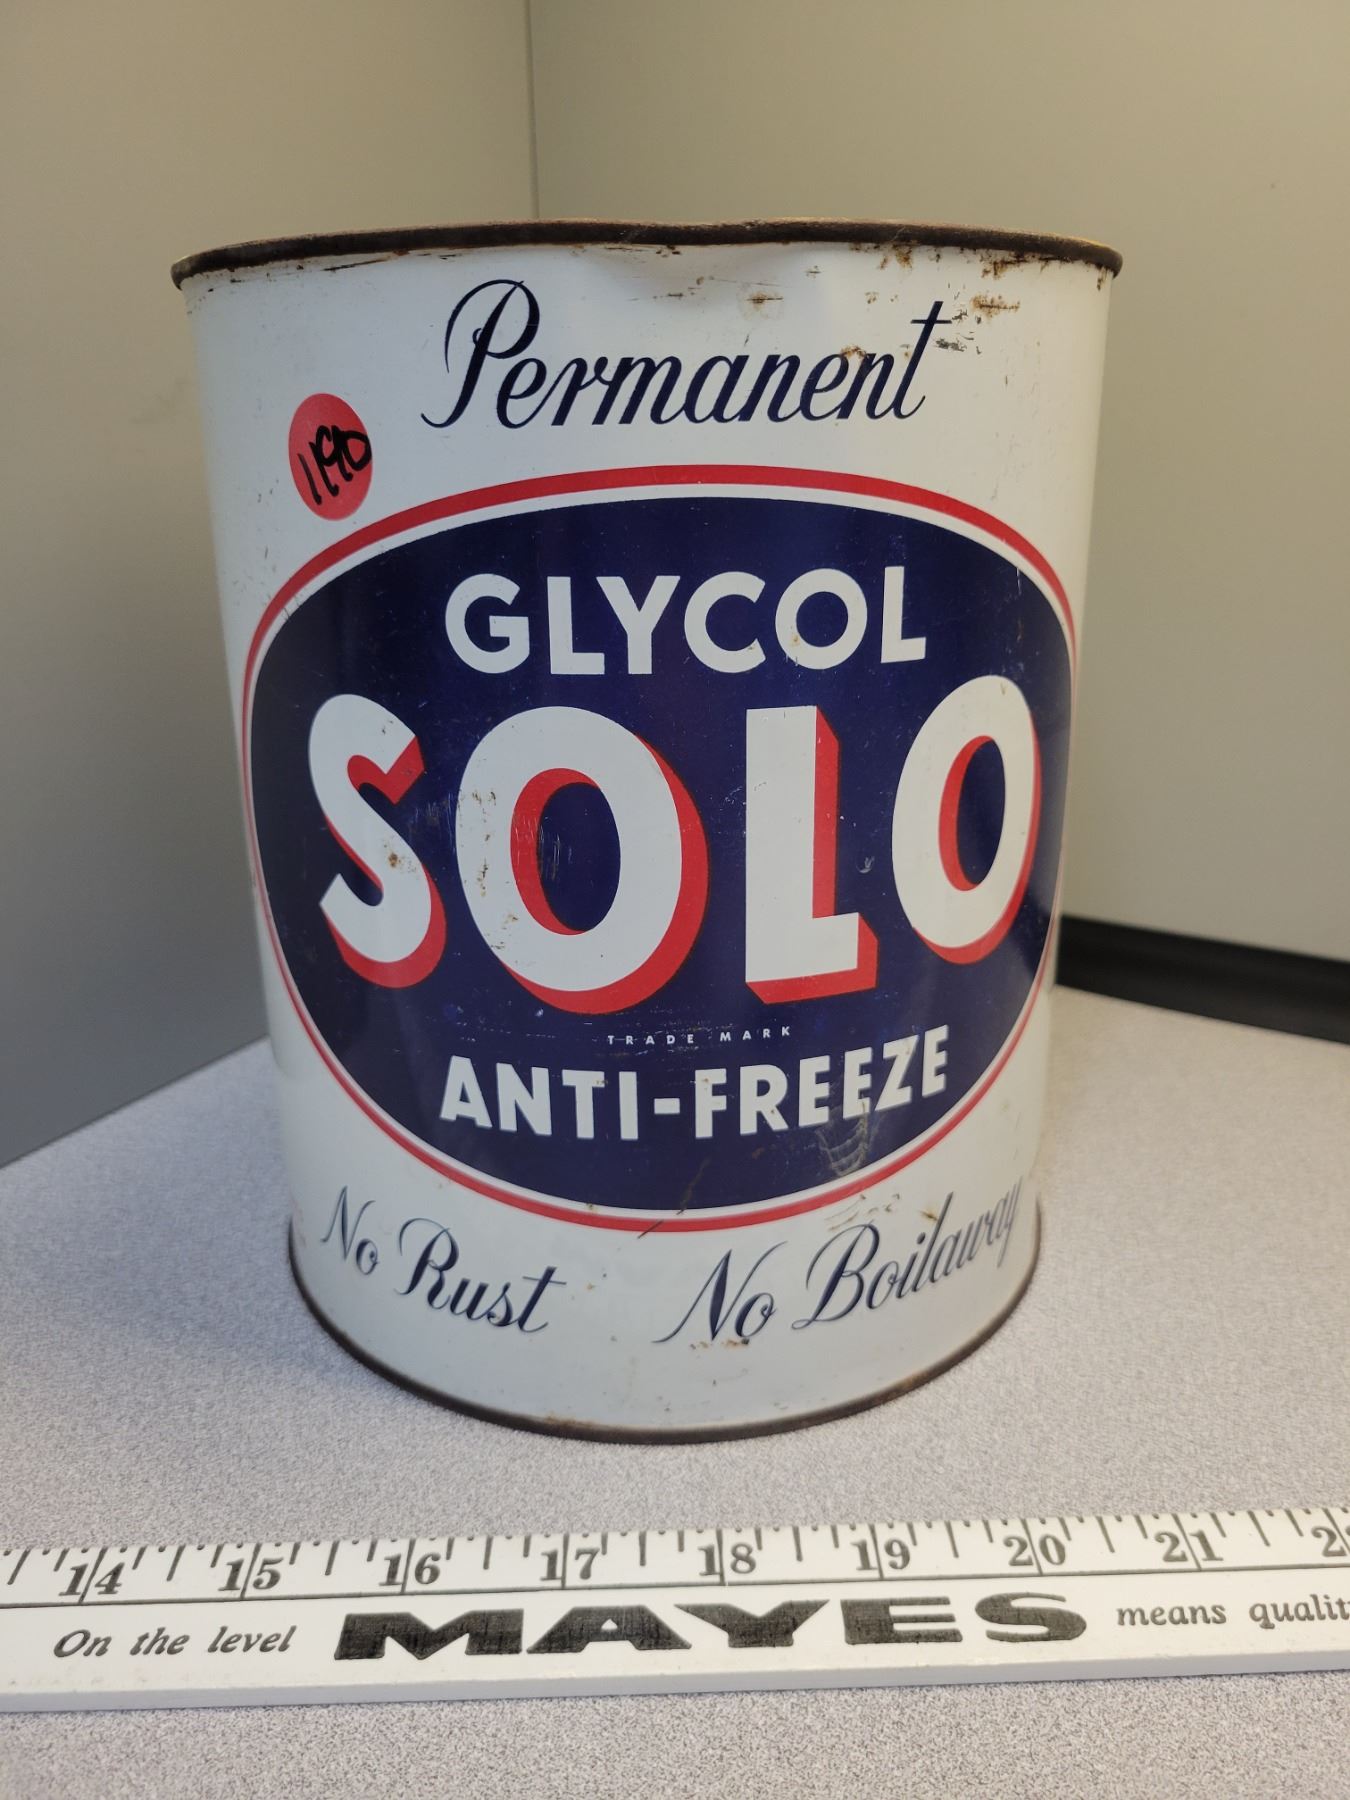 Permanent
1190
GLYCOL
SOLO
TRADE MARK
ANTI-FREEZE
No Rust No Boilaway
14 15 16 17 18 19 20 21
On the level MAYES means